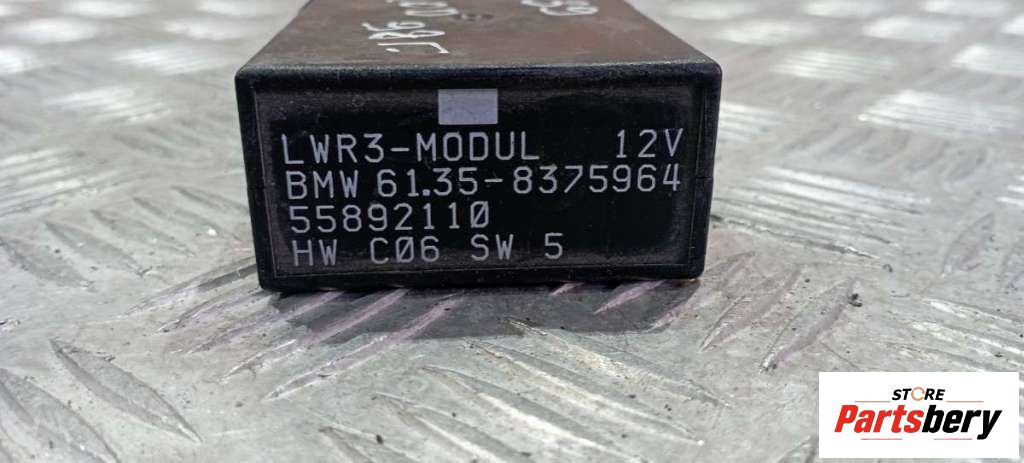 LWR3-MODUL 12V
BMW 61.35-8375964
55892110
HW C06 SW 5
STORE
Partsbery